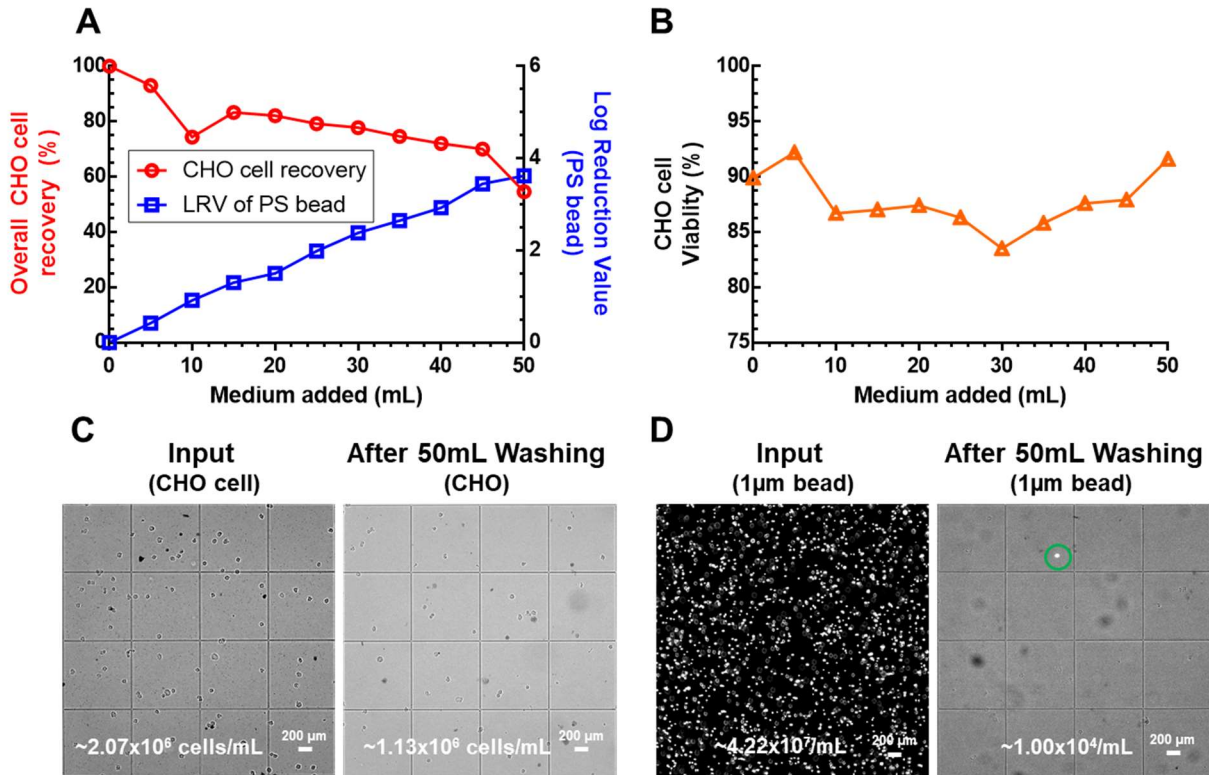 A
Overall CHO cell
recovery (%)
100
80
60
40
20
0
CHO cell recovery
LRV of PS bead
6
4
2
0
Log Reduction Value
(PS bead)
0 10 20 30 40 50
Medium added (mL)
B
CHO cell
Viablity (%)
100
95
90
85
80
75
0 10 20 30 40 50
Medium added (mL)
C
Input
(CHO cell)
After 50mL Washing
(CHO)
~2.07x10⁶ cells/mL
200 μm
~1.13x10⁶ cells/mL
200 μm
D
Input
(1μm bead)
After 50mL Washing
(1μm bead)
~4.22x10⁷/mL
200 μm
~1.00x10⁴/mL
200 μm